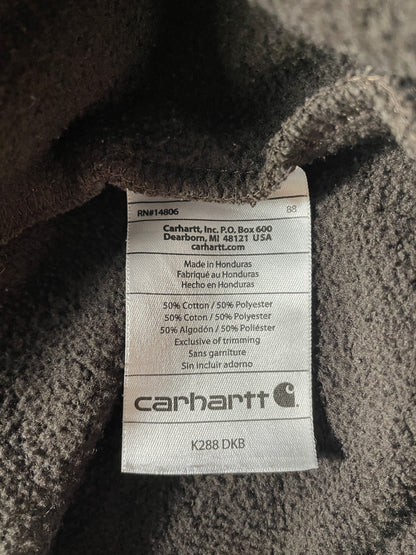 RN#14806 88
Carhartt, Inc. P.O. Box 600
Dearborn, MI 48121 USA
carhartt.com
Made in Honduras
Fabriqué au Honduras
Hecho en Honduras
50% Cotton / 50% Polyester
50% Coton / 50% Polyester
50% Algodón / 50% Poliéster
Exclusive of trimming
Sans garniture
Sin incluir adorno
carhartt
K288 DKB